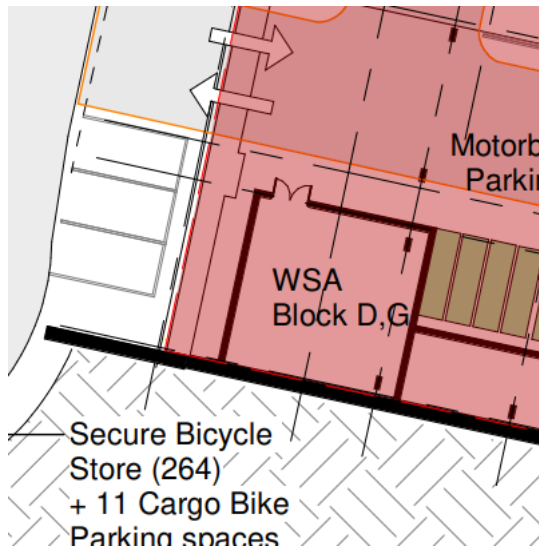 Motorb
Parkin
WSA
Block D,G
Secure Bicycle
Store (264)
+ 11 Cargo Bike
Parking spaces